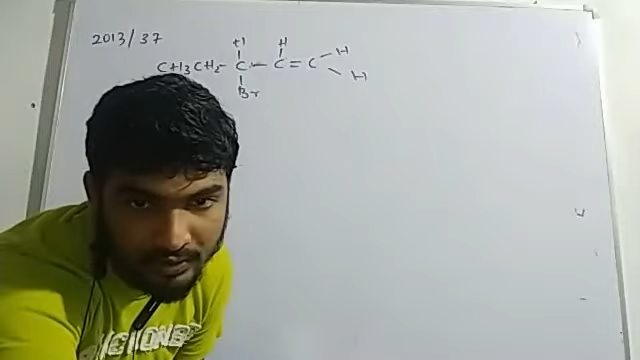 2013/37
H H H
CH3CH2-C-C=C
H
Br